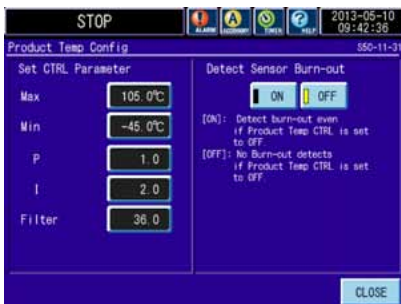 STOP
ALARM
ACCESSORY
TIMER
HELP
2013-05-10
09:42:36
Product Temp Config
S50-11-31
Set CTRL Parameter
Max 105.0℃
Min -45.0℃
P 1.0
I 2.0
Filter 36.0
Detect Sensor Burn-out
ON OFF
[ON]: Detect burn-out even
if Product Temp CTRL is set
to OFF
[OFF]: No Burn-out detects
if Product Temp CTRL is set
to OFF
CLOSE